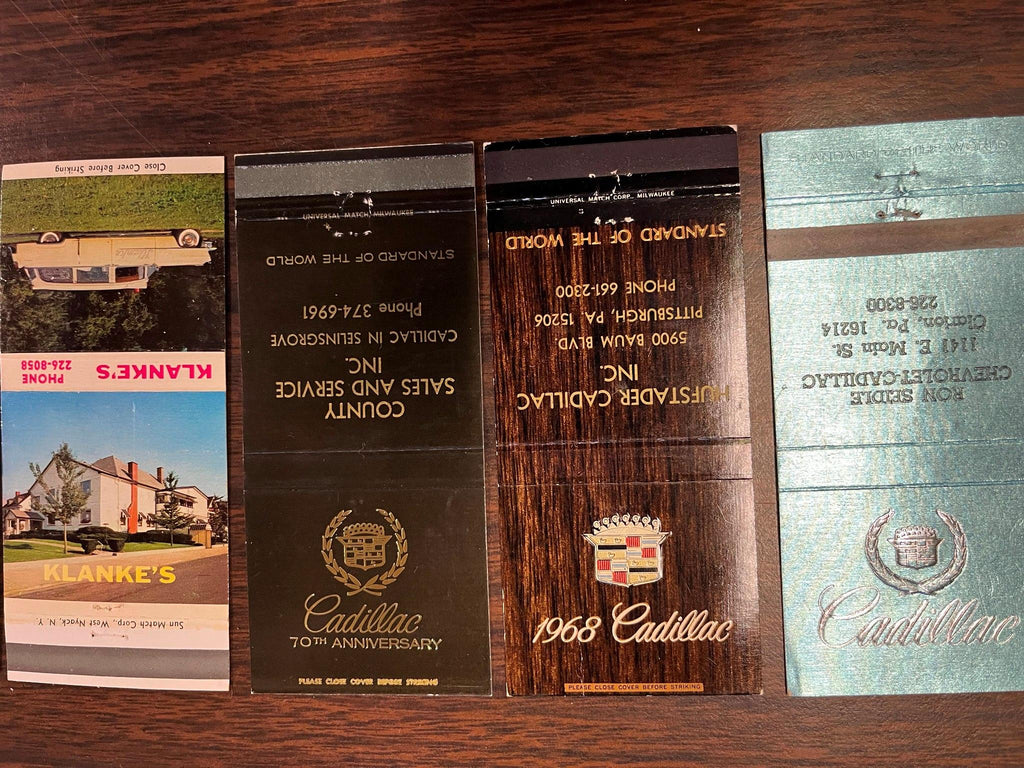 Close Cover Before Striking
KLANKE'S
PHONE
226-8058
Klanke
KLANKE'S
Sun Match Corp., West Nyack, N. Y.
UNIVERSAL MATCH MILWAUKEE
STANDARD OF THE WORLD
COUNTY
SALES AND SERVICE
INC.
CADILLAC IN SELINSGROVE
Phone 374-6961
Cadillac
70TH ANNIVERSARY
PLEASE CLOSE COVER BEFORE STRIKING
UNIVERSAL MATCH CORP. MILWAUKEE
STANDARD OF THE WORLD
HUFSTADER CADILLAC
INC.
5900 BAUM BLVD.
PITTSBURGH, PA. 15206
PHONE 661-2300
1968 Cadillac
PLEASE CLOSE COVER BEFORE STRIKING
RON SEIDLE
CHEVROLET-CADILLAC
1141 E. Main St.
Clarion, Pa. 16214
226-8300
Cadillac